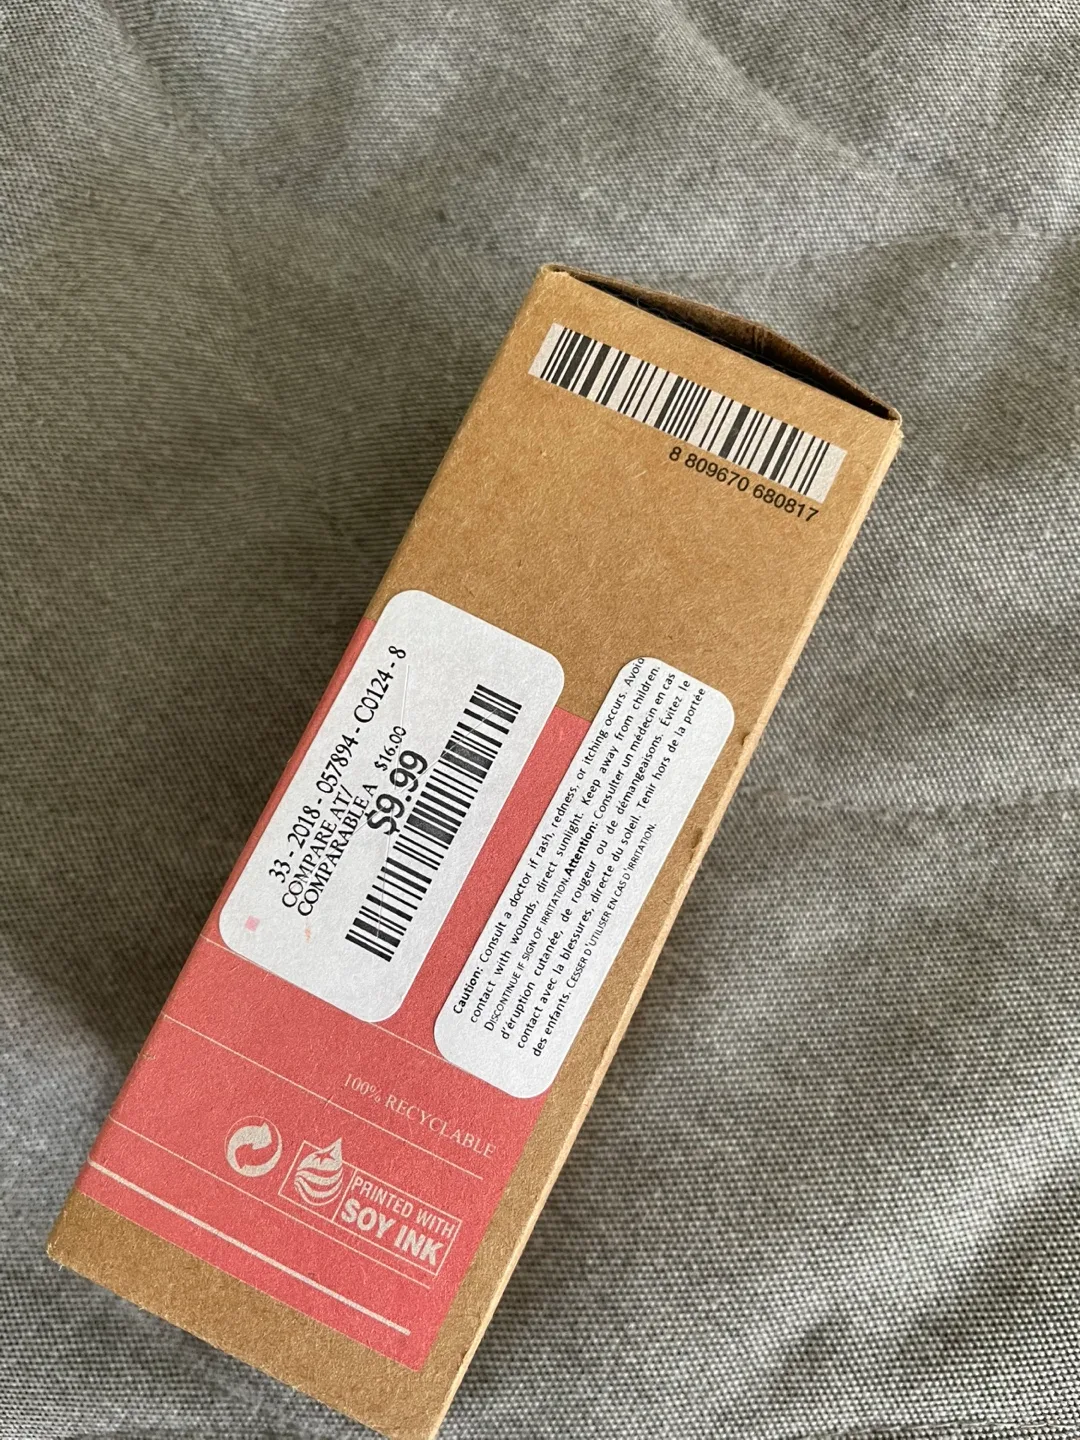 8 809670 680817
33 - 2018 - 057894 - C0124 - 8
COMPARE AT/
COMPARABLE A $16.00
$9.99
Caution: Consult a doctor if rash, redness, or itching occurs. Avoid
contact with wounds, direct sunlight. Keep away from children.
DISCONTINUE IF SIGN OF IRRITATION.Attention: Consulter un médecin en cas
d'éruption cutanée, de rougeur ou de démangeaisons. Évitez le
contact avec la blessures, directe du soleil. Tenir hors de la portée
des enfants. CESSER D'UTILISER EN CAS D'IRRITATION.
100% RECYCLABLE
PRINTED WITH
SOY INK